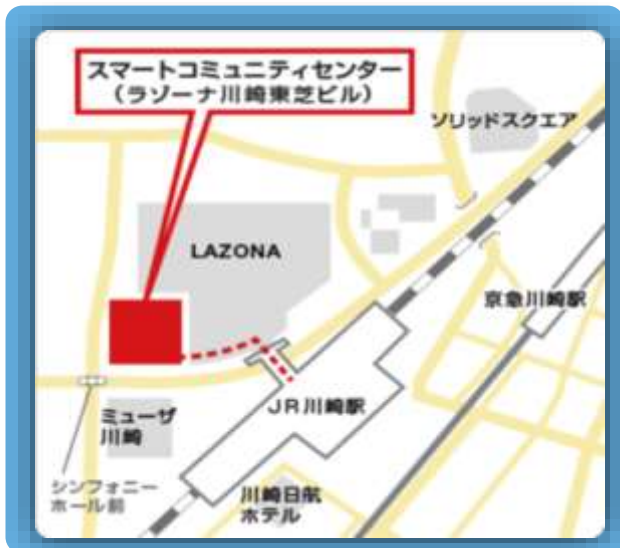 スマートコミュニティセンター
（ラゾーナ川崎東芝ビル）
ソリッドスクエア
LAZONA
京急川崎駅
JR川崎駅
ミューザ
川崎
シンフォニー
ホール前
川崎日航
ホテル